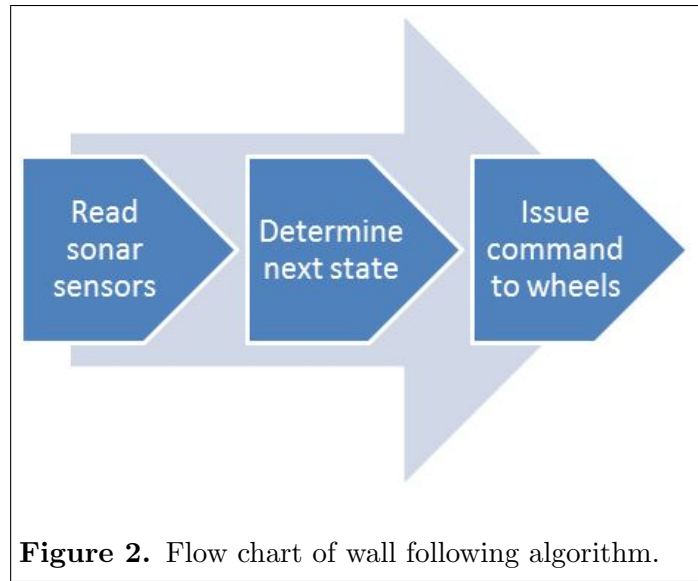 Read
sonar
sensors
Determine
next state
Issue
command
to wheels
Figure 2. Flow chart of wall following algorithm.